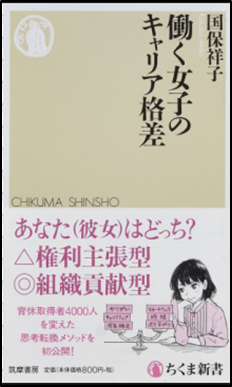 国保祥子
働く女子の
キャリア格差
CHIKUMA SHINSHO
あなた(彼女)はどっち?
△権利主張型
◎組織貢献型
育休取得者4000人
を変えた
思考転換メソッドを
初公開!
筑摩書房
定価(本体価格800円+税)
ちくま新書